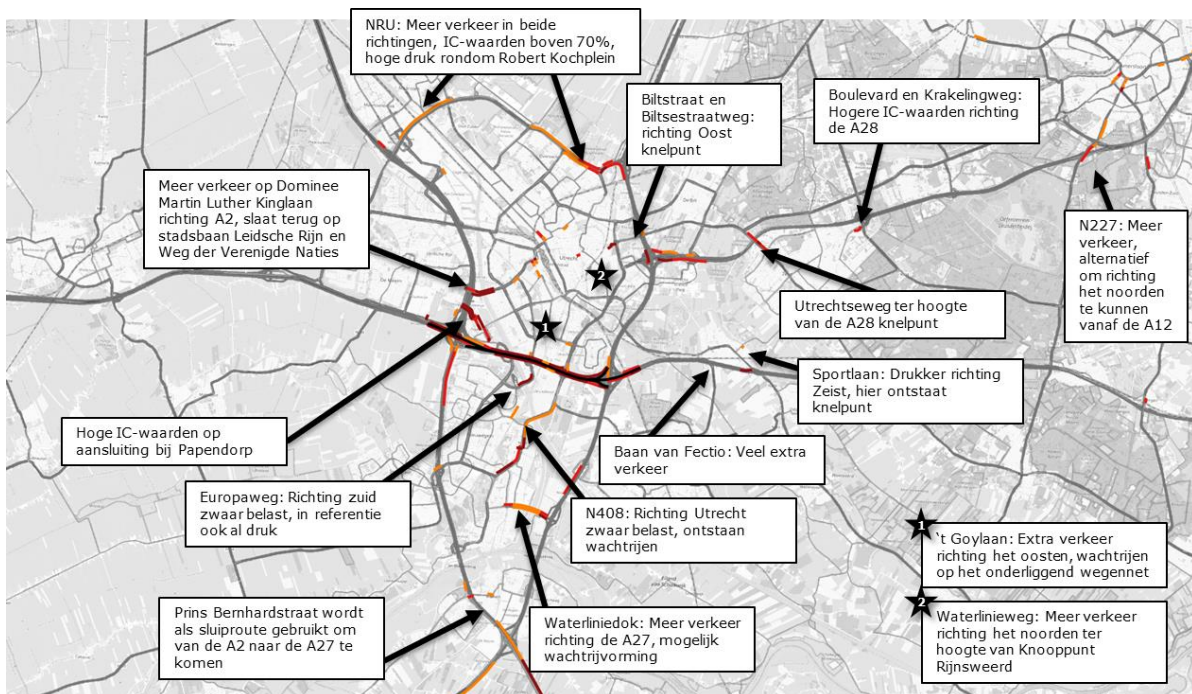 NRU: Meer verkeer in beide
richtingen, IC-waarden boven 70%,
hoge druk rondom Robert Kochplein
Biltstraat en
Biltsestraatweg:
richting Oost
knelpunt
Boulevard en Krakelingweg:
Hogere IC-waarden richting
de A28
Meer verkeer op Dominee
Martin Luther Kinglaan
richting A2, slaat terug op
stadsbaan Leidsche Rijn en
Weg der Verenigde Naties
N227: Meer
verkeer,
alternatief
om richting
het noorden
te kunnen
vanaf de A12
2
Utrechtseweg ter hoogte
van de A28 knelpunt
1
Sportlaan: Drukker richting
Zeist, hier ontstaat
knelpunt
Hoge IC-waarden op
aansluiting bij Papendorp
Baan van Fectio: Veel extra
verkeer
Europaweg: Richting zuid
zwaar belast, in referentie
ook al druk
N408: Richting Utrecht
zwaar belast, ontstaan
wachtrijen
1
't Goylaan: Extra verkeer
richting het oosten, wachtrijen
op het onderliggend wegennet
Prins Bernhardstraat wordt
als sluiproute gebruikt om
van de A2 naar de A27 te
komen
Waterliniedok: Meer verkeer
richting de A27, mogelijk
wachtrijvorming
2
Waterlinieweg: Meer verkeer
richting het noorden ter
hoogte van Knooppunt
Rijnsweerd